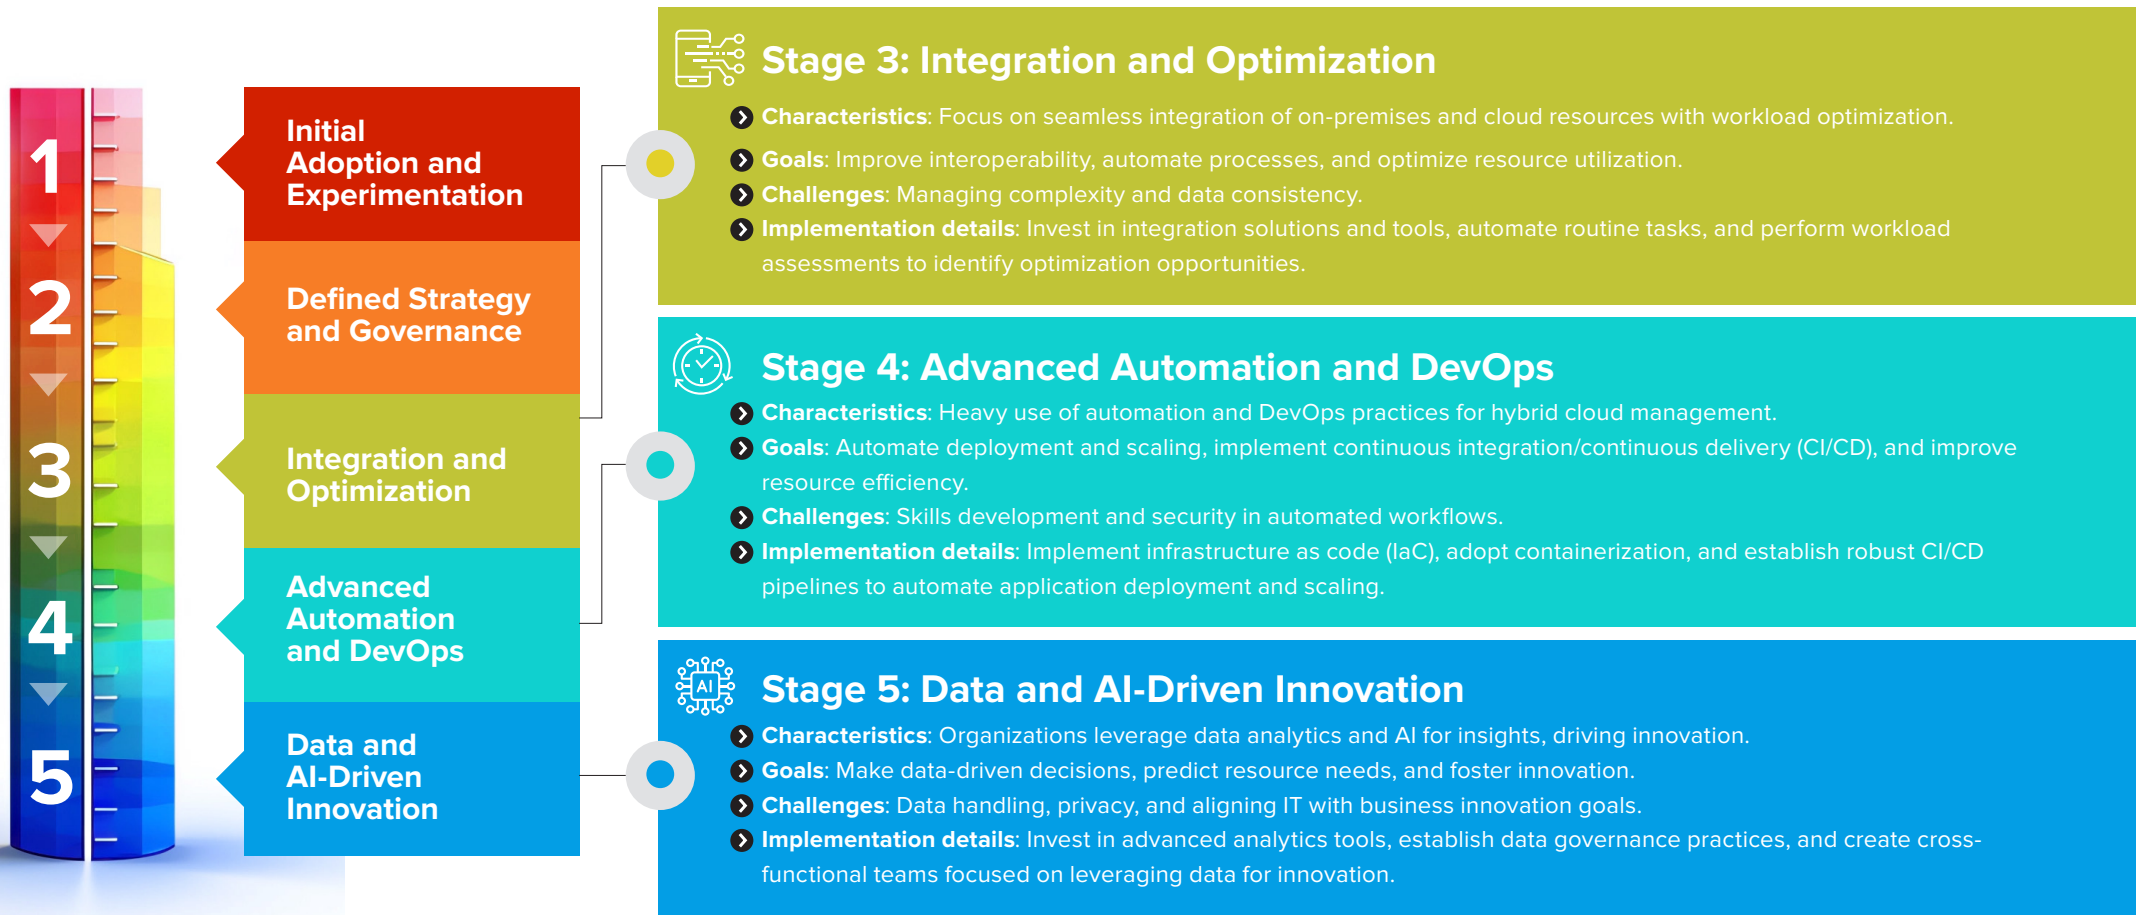 1
2
3
4
5
Initial
Adoption and
Experimentation
Defined Strategy
and Governance
Integration and
Optimization
Advanced
Automation
and DevOps
Data and
AI-Driven
Innovation
Stage 3: Integration and Optimization
Characteristics: Focus on seamless integration of on-premises and cloud resources with workload optimization.
Goals: Improve interoperability, automate processes, and optimize resource utilization.
Challenges: Managing complexity and data consistency.
Implementation details: Invest in integration solutions and tools, automate routine tasks, and perform workload
assessments to identify optimization opportunities.
Stage 4: Advanced Automation and DevOps
Characteristics: Heavy use of automation and DevOps practices for hybrid cloud management.
Goals: Automate deployment and scaling, implement continuous integration/continuous delivery (CI/CD), and improve
resource efficiency.
Challenges: Skills development and security in automated workflows.
Implementation details: Implement infrastructure as code (IaC), adopt containerization, and establish robust CI/CD
pipelines to automate application deployment and scaling.
AI
Stage 5: Data and AI-Driven Innovation
Characteristics: Organizations leverage data analytics and AI for insights, driving innovation.
Goals: Make data-driven decisions, predict resource needs, and foster innovation.
Challenges: Data handling, privacy, and aligning IT with business innovation goals.
Implementation details: Invest in advanced analytics tools, establish data governance practices, and create cross-
functional teams focused on leveraging data for innovation.